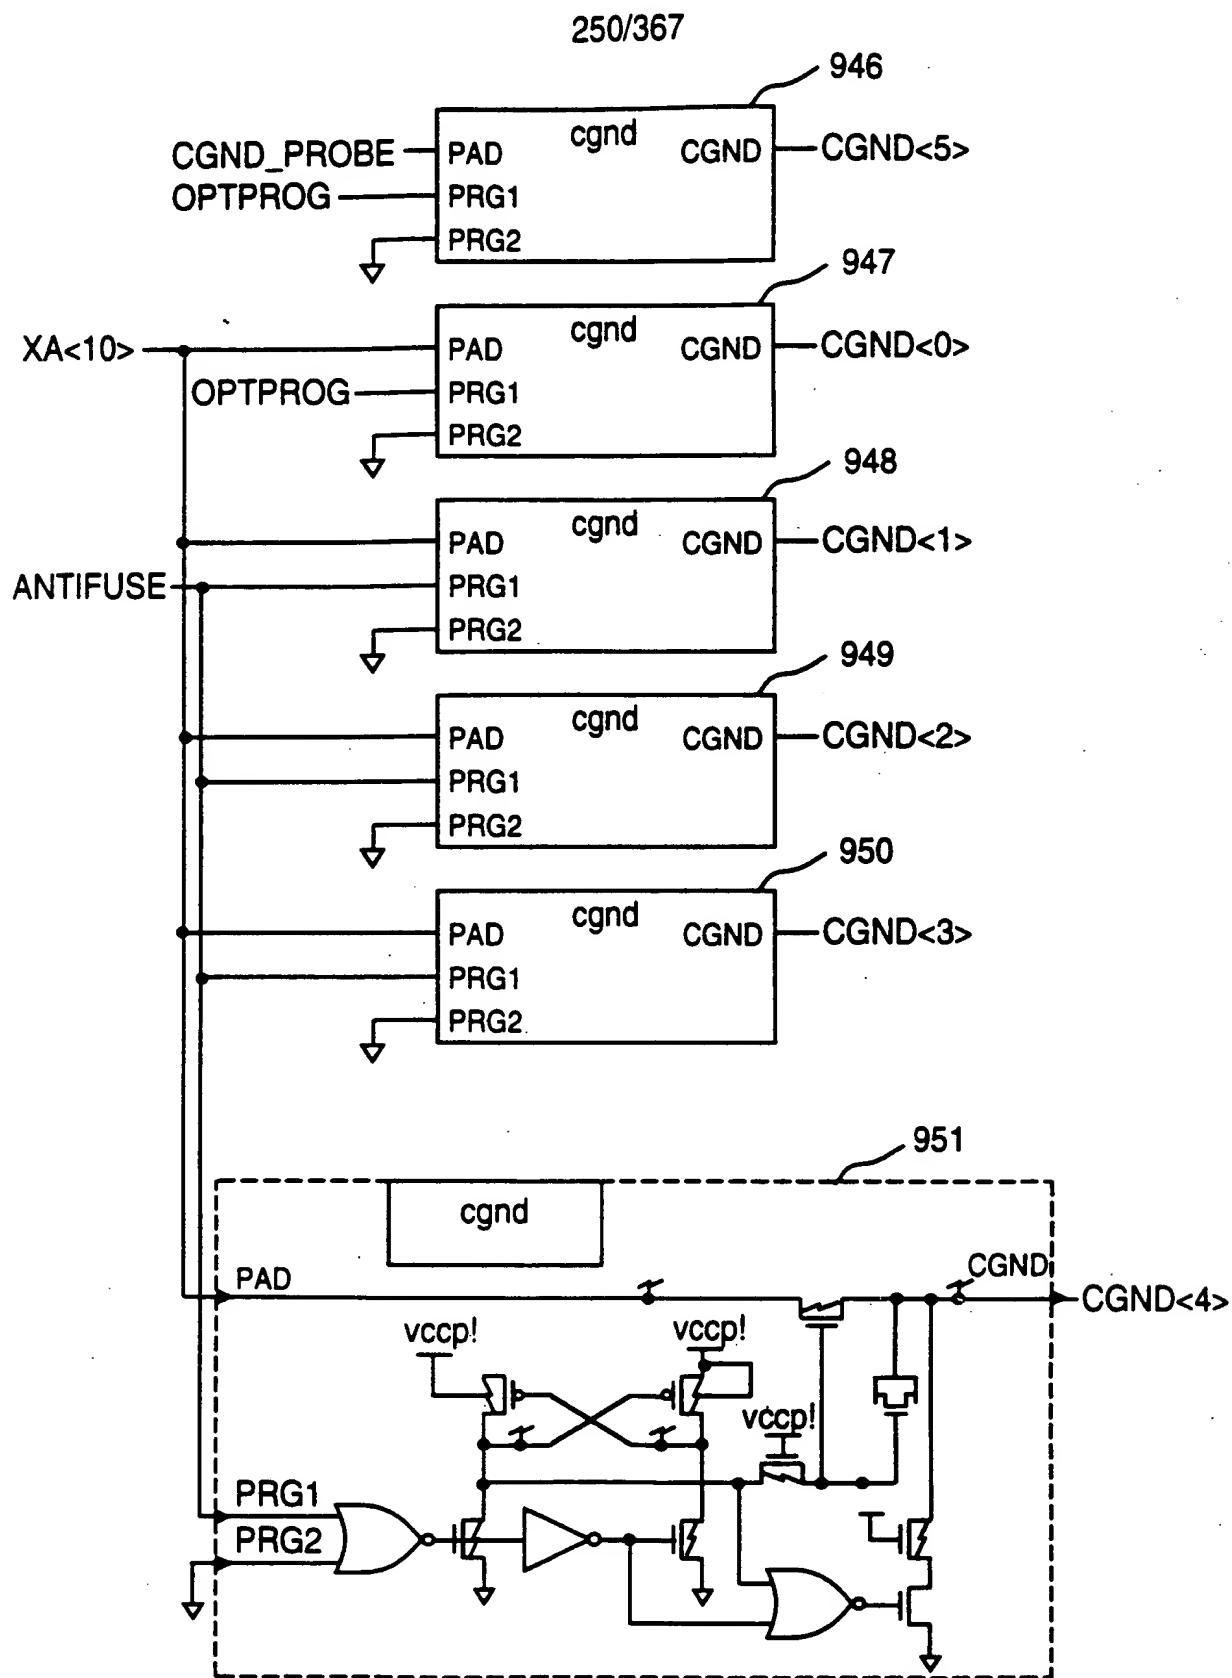 250/367
946
cgnd
CGND_PROBE PAD CGND CGND<5>
OPTPROG PRG1
PRG2
947
cgnd
XA<10> PAD CGND CGND<0>
OPTPROG PRG1
PRG2
948
cgnd
PAD CGND CGND<1>
ANTIFUSE PRG1
PRG2
949
cgnd
PAD CGND CGND<2>
PRG1
PRG2
950
cgnd
PAD CGND CGND<3>
PRG1
PRG2
951
cgnd
PAD CGND CGND<4>
vccp! vccp!
vccp!
PRG1
PRG2